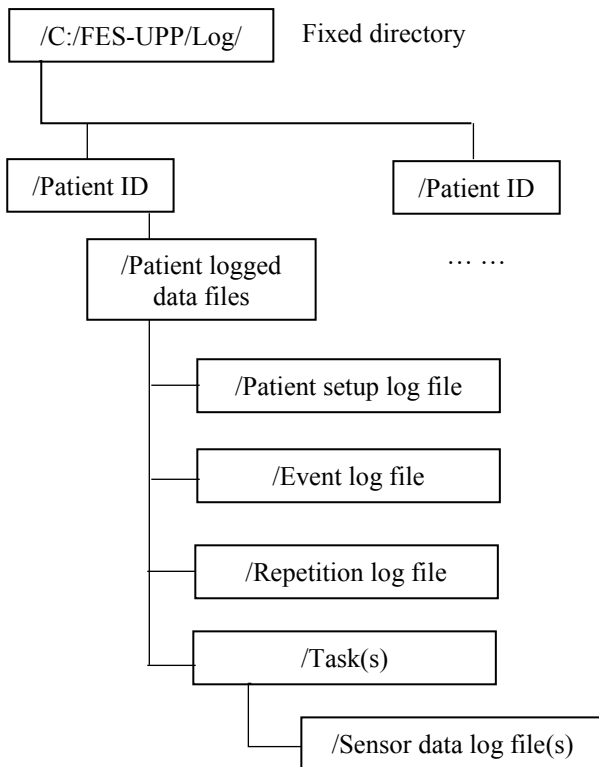 /C:/FES-UPP/Log/
Fixed directory
/Patient ID
/Patient ID
/Patient logged
data files
… …
/Patient setup log file
/Event log file
/Repetition log file
/Task(s)
/Sensor data log file(s)